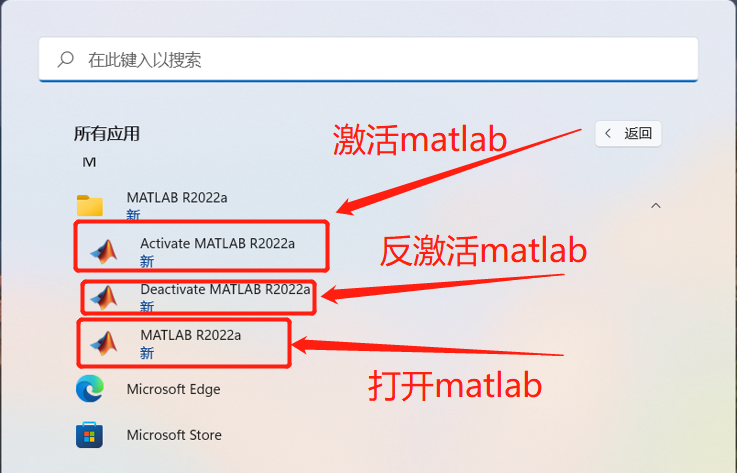 在此键入以搜索
所有应用
激活matlab
返回
M
MATLAB R2022a
新
Activate MATLAB R2022a
新
反激活matlab
Deactivate MATLAB R2022a
新
MATLAB R2022a
新
打开matlab
Microsoft Edge
Microsoft Store